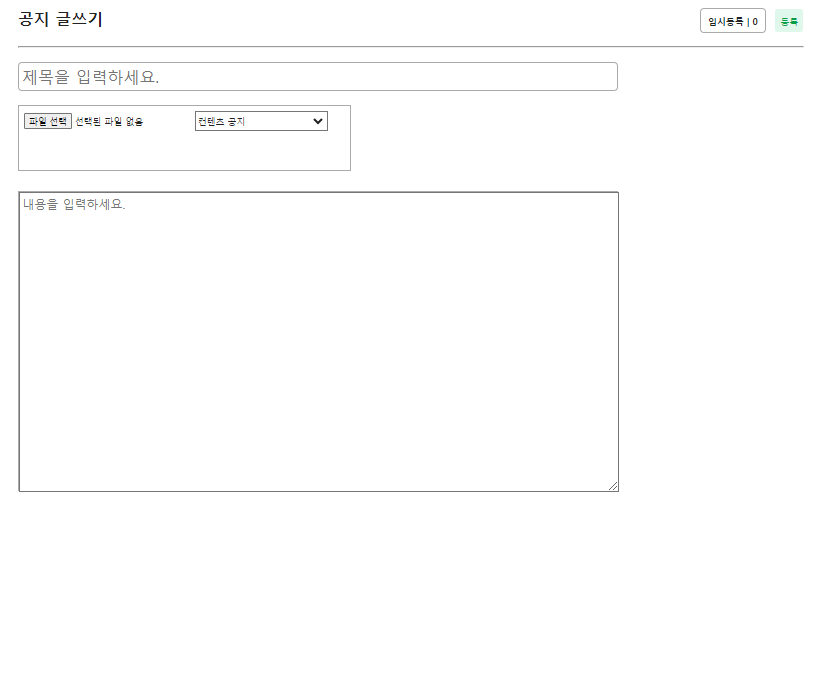 공지 글쓰기
임시등록 | 0
등록
제목을 입력하세요.
파일 선택 선택된 파일 없음
컨텐츠 공지
내용을 입력하세요.